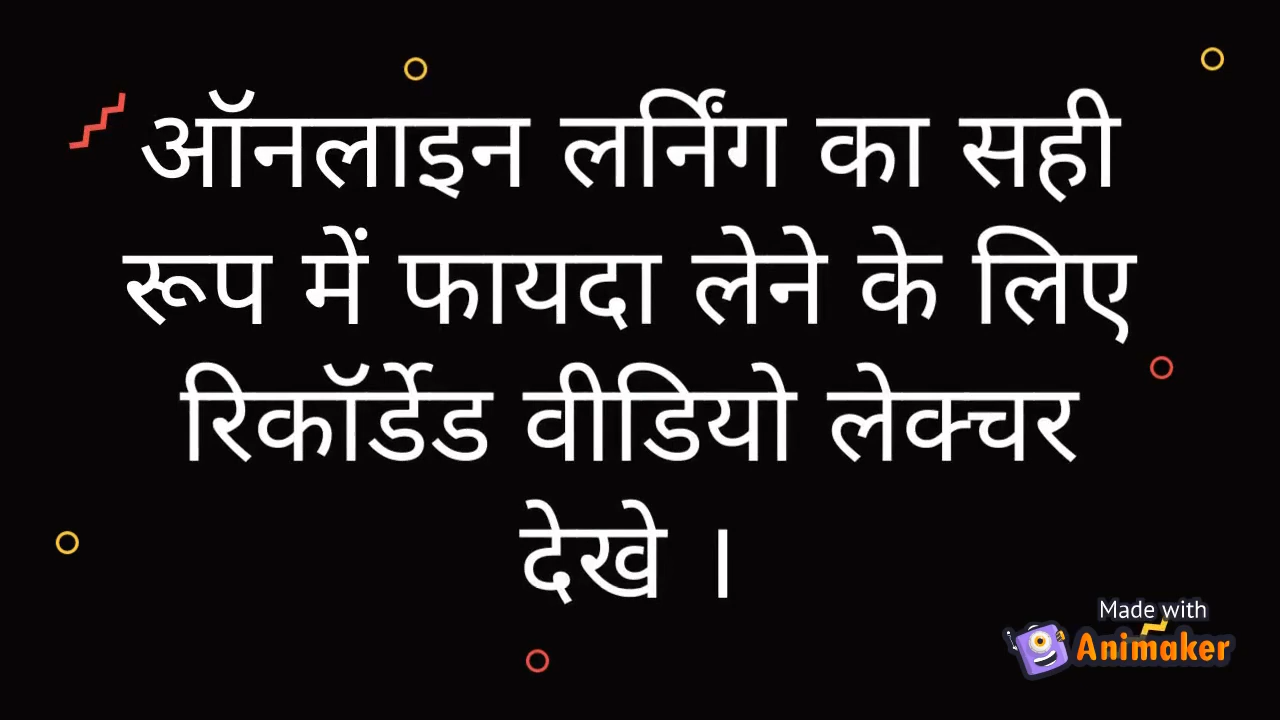 ऑनलाइन लर्निंग का सही
रूप में फायदा लेने के लिए
रिकॉर्डेड वीडियो लेक्चर
देखे ।
Made with
Animaker